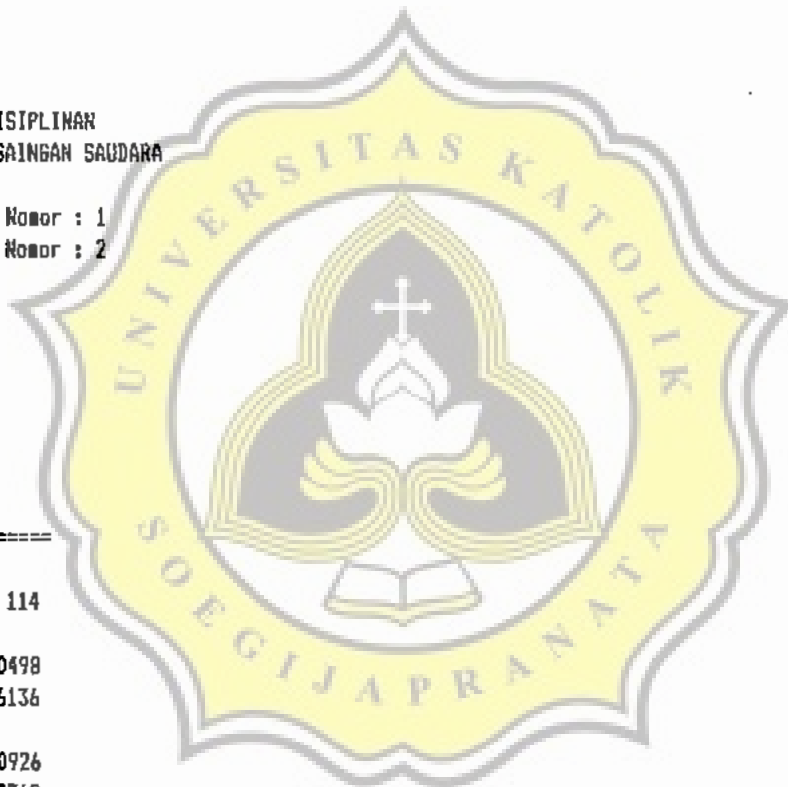 ISIPLINAN
SAINGAN SAUDARA
Nomor : 1
Nomor : 2
UNIVERSITAS KATOLIK
SOEGIJAPRANATA
=====
114
0498
6136
0926